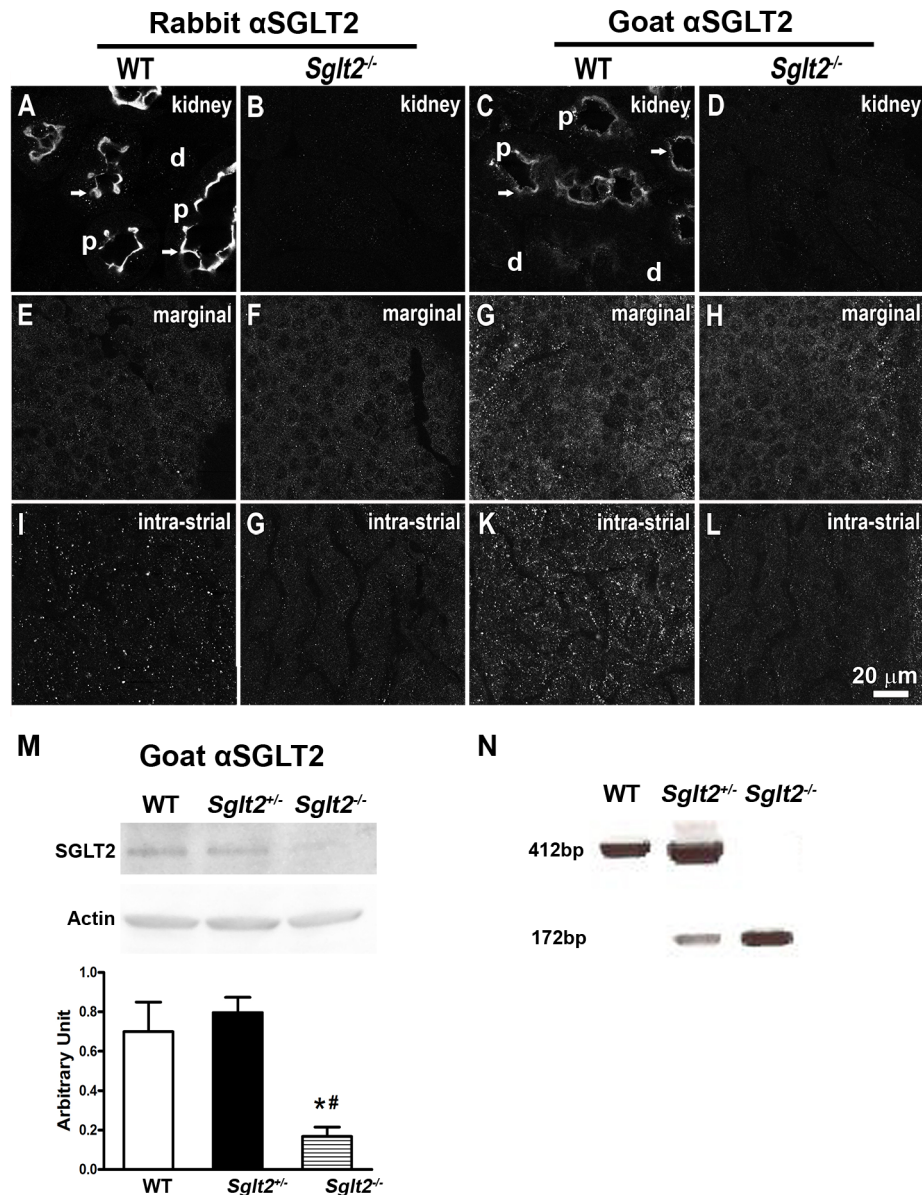 Rabbit αSGLT2 Goat αSGLT2
WT Sglt2-/- WT Sglt2-/-
A kidney B kidney C kidney D kidney
d
p
p
p
p
d
d
E marginal F marginal G marginal H marginal
I intra-strial G intra-strial K intra-strial L intra-strial
20 μm
M
Goat αSGLT2
WT Sglt2+/- Sglt2-/-
SGLT2
Actin
Arbitrary Unit
1.0
0.8
0.6
0.4
0.2
0.0
*#
WT Sglt2+/- Sglt2-/-
N
WT Sglt2+/- Sglt2-/-
412bp
172bp